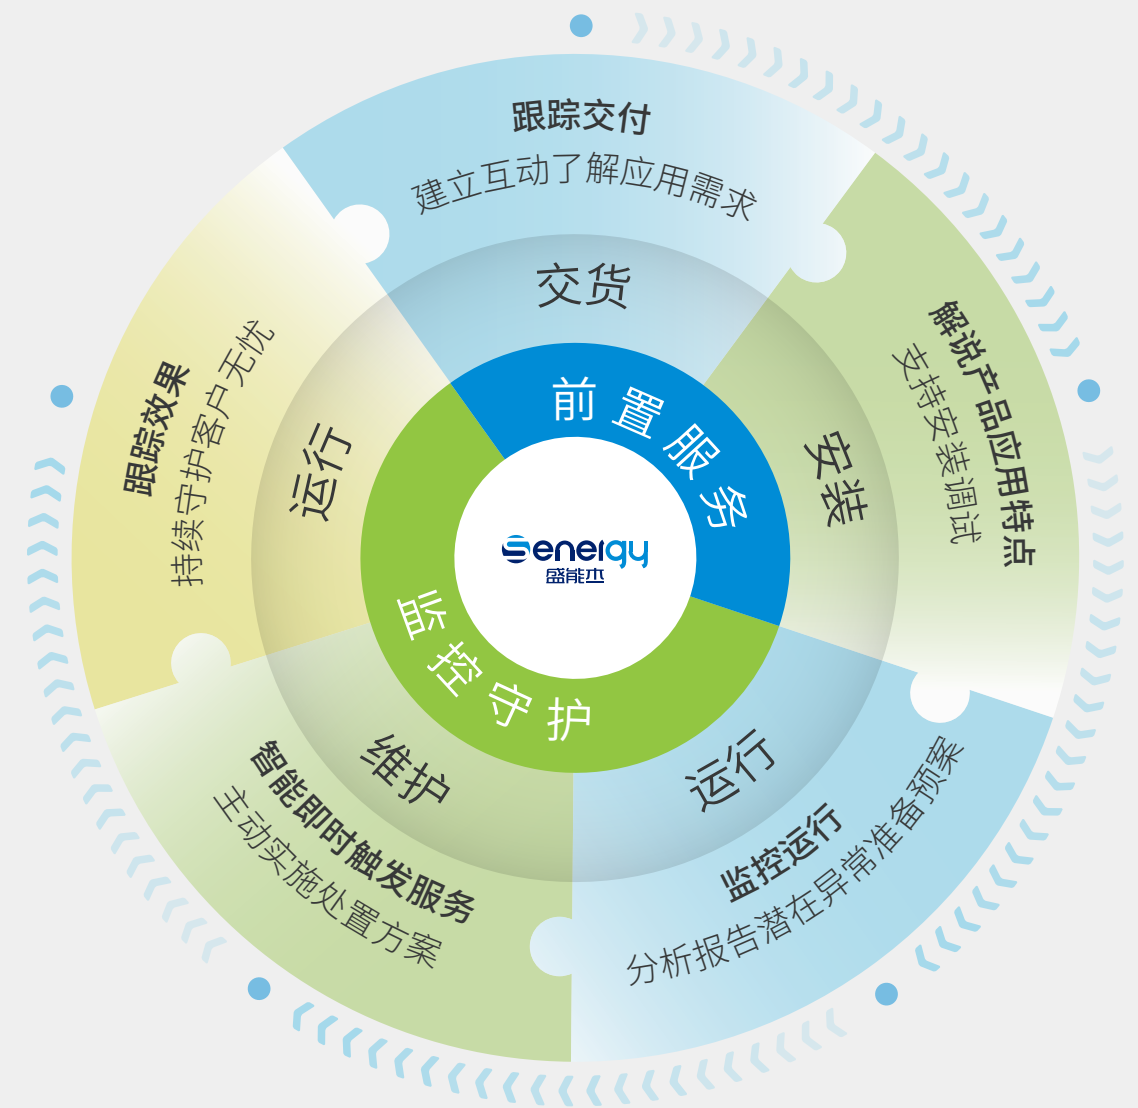 跟踪交付
建立互动了解应用需求
交货
解说产品应用特点
支持安装调试
安装
监控运行
分析报告潜在异常准备预案
运行
智能即时触发服务
主动实施处置方案
维护
跟踪效果
持续守护客户无忧
运行
前置服务
监控守护
Senergy
盛能杰